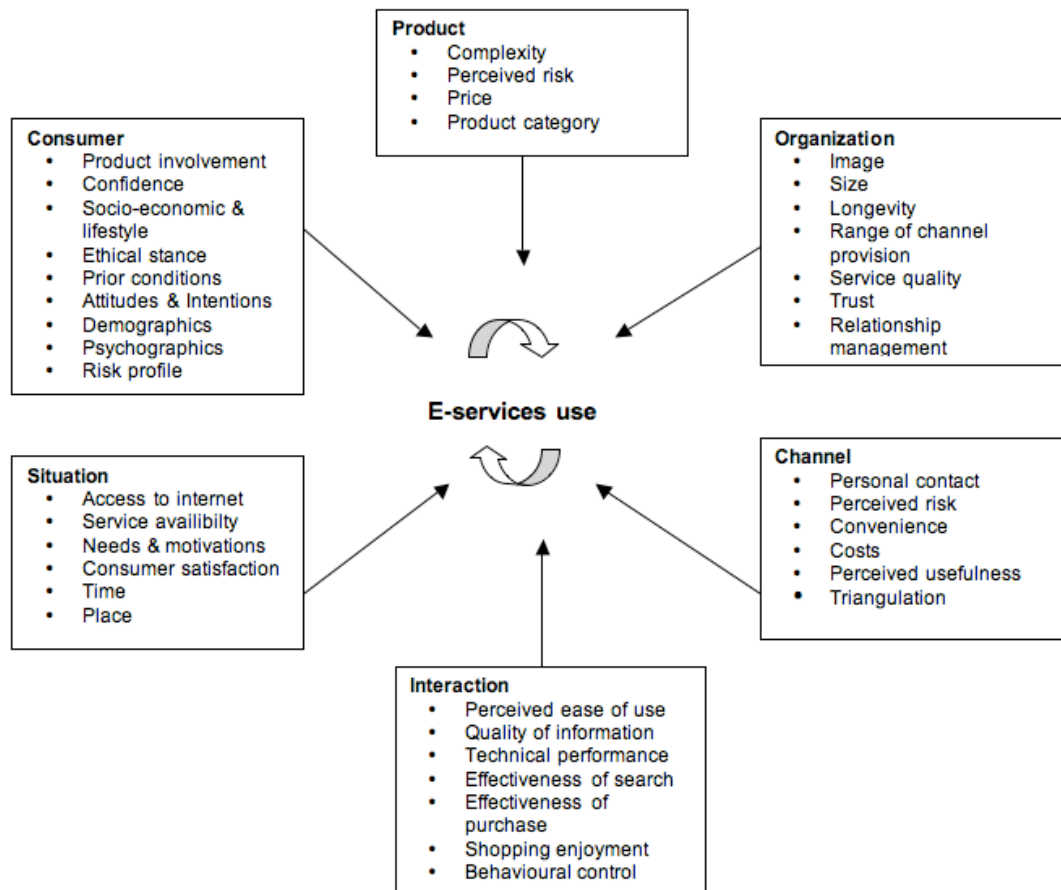 Product
• Complexity
• Perceived risk
• Price
• Product category
Consumer
• Product involvement
• Confidence
• Socio-economic &
lifestyle
• Ethical stance
• Prior conditions
• Attitudes & Intentions
• Demographics
• Psychographics
• Risk profile
Organization
• Image
• Size
• Longevity
• Range of channel
provision
• Service quality
• Trust
• Relationship
management
E-services use
Situation
• Access to internet
• Service availibilty
• Needs & motivations
• Consumer satisfaction
• Time
• Place
Channel
• Personal contact
• Perceived risk
• Convenience
• Costs
• Perceived usefulness
• Triangulation
Interaction
• Perceived ease of use
• Quality of information
• Technical performance
• Effectiveness of search
• Effectiveness of
purchase
• Shopping enjoyment
• Behavioural control